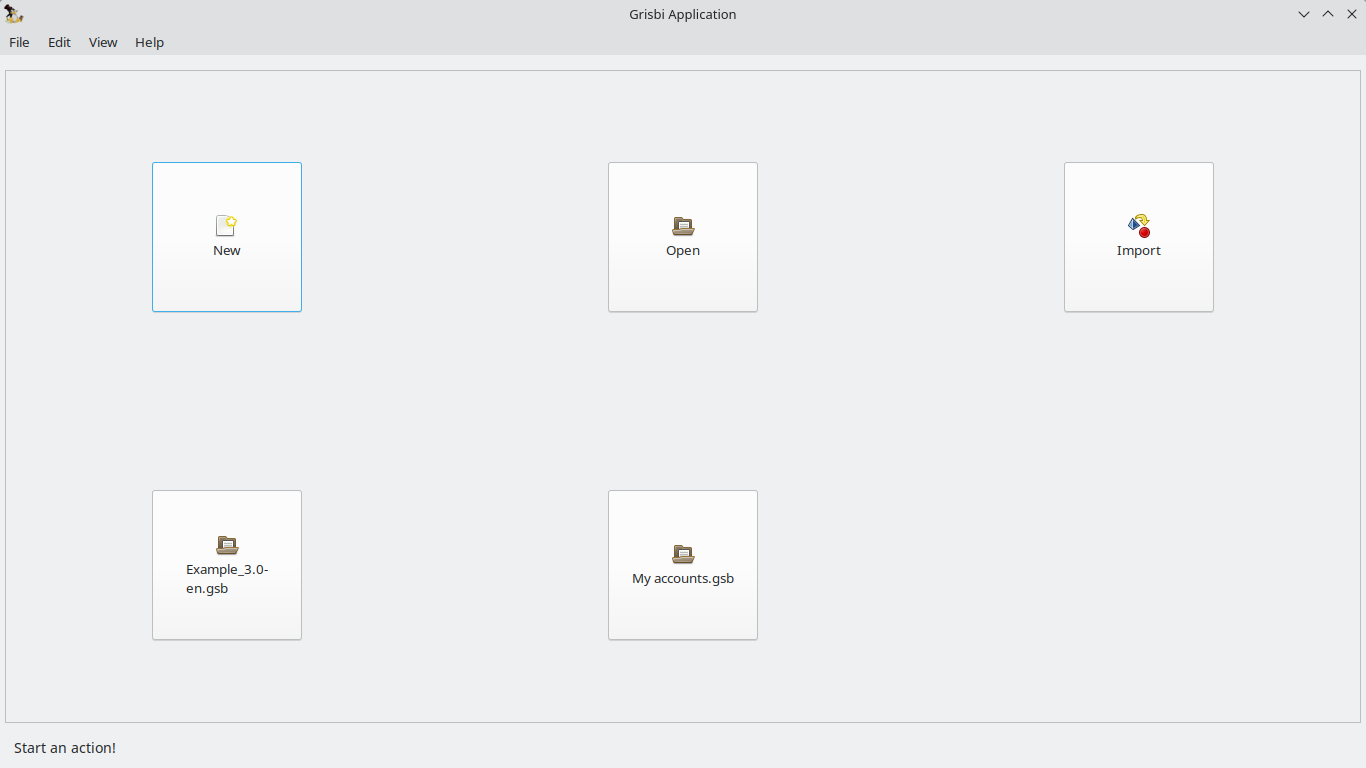 Grisbi Application
File Edit View Help
New
Open
Import
Example_3.0-
en.gsb
My accounts.gsb
Start an action!